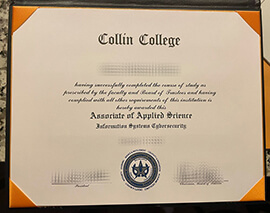 Collin College
having successfully completed the course of study as
prescribed by the faculty and Board of Trustees and having
complied with all other requirements of this institution is
hereby awarded this
Associate of Applied Science
Information Systems Cybersecurity
President